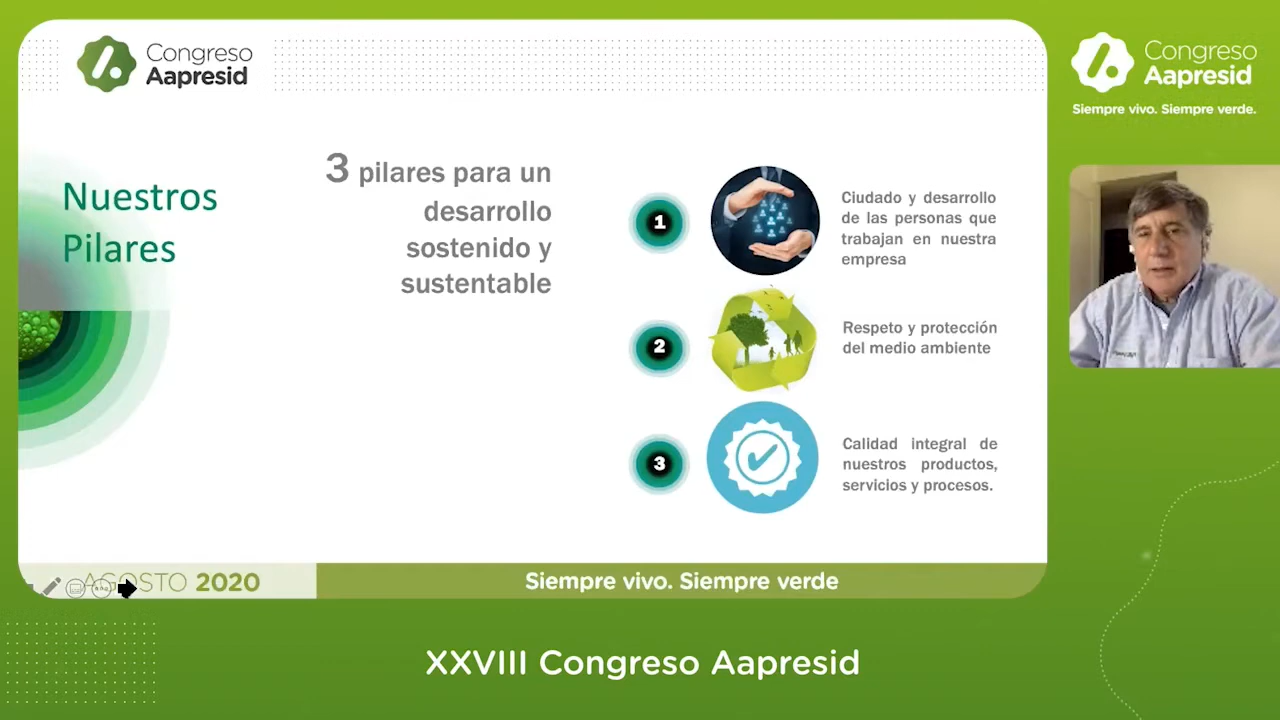 Congreso
Aapresid
Congreso
Aapresid
Siempre vivo. Siempre verde.
Nuestros
Pilares
3 pilares para un
desarrollo
sostenido y
sustentable
1
Ciudado y desarrollo
de las personas que
trabajan en nuestra
empresa
2
Respeto y protección
del medio ambiente
3
Calidad integral de
nuestros productos,
servicios y procesos.
AGOSTO 2020
Siempre vivo. Siempre verde
XXVIII Congreso Aapresid